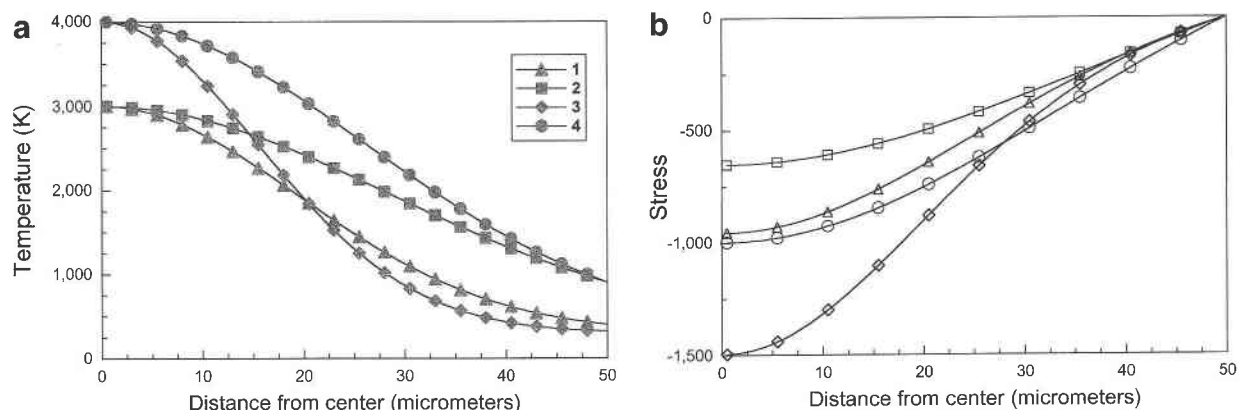 a
4,000
3,000
2,000
1,000
0
Temperature (K)
1
2
3
4
0 10 20 30 40 50
Distance from center (micrometers)
b
0
-500
-1,000
-1,500
Stress
0 10 20 30 40 50
Distance from center (micrometers)